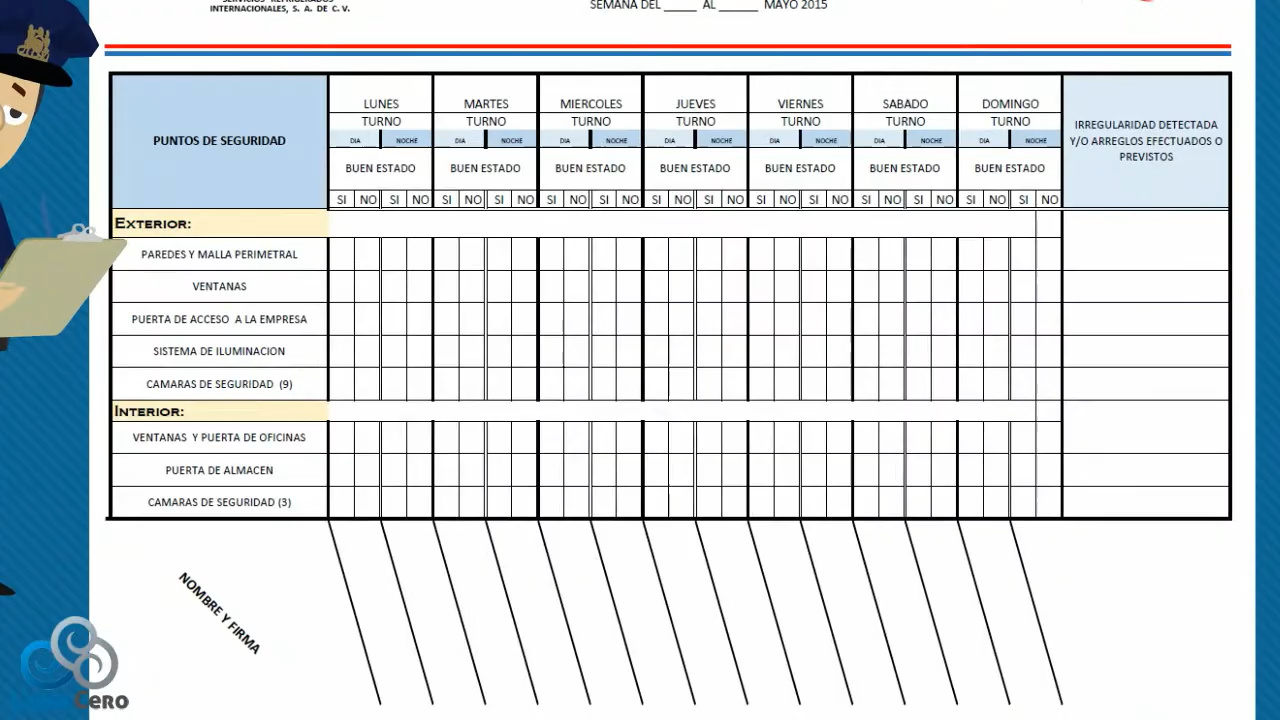 INTERNACIONALES, S. A. DE C. V.
SEMANA DEL _____ AL ______ MAYO 2015
PUNTOS DE SEGURIDAD
LUNES MARTES MIERCOLES JUEVES VIERNES SABADO DOMINGO
TURNO TURNO TURNO TURNO TURNO TURNO TURNO
DIA NOCHE DIA NOCHE DIA NOCHE DIA NOCHE DIA NOCHE DIA NOCHE DIA NOCHE
BUEN ESTADO BUEN ESTADO BUEN ESTADO BUEN ESTADO BUEN ESTADO BUEN ESTADO BUEN ESTADO
SI NO SI NO SI NO SI NO SI NO SI NO SI NO SI NO SI NO SI NO SI NO SI NO SI NO SI NO
IRREGULARIDAD DETECTADA
Y/O ARREGLOS EFECTUADOS O
PREVISTOS
EXTERIOR:
PAREDES Y MALLA PERIMETRAL
VENTANAS
PUERTA DE ACCESO A LA EMPRESA
SISTEMA DE ILUMINACION
CAMARAS DE SEGURIDAD (9)
INTERIOR:
VENTANAS Y PUERTA DE OFICINAS
PUERTA DE ALMACEN
CAMARAS DE SEGURIDAD (3)
NOMBRE Y FIRMA